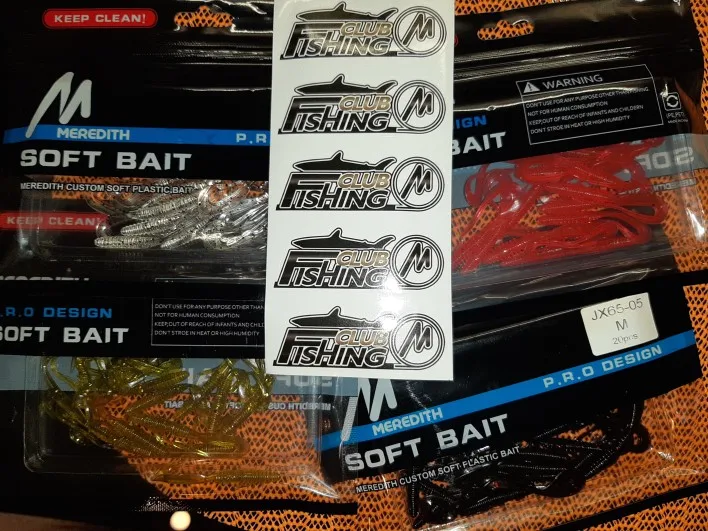 KEEP CLEAN!
M
MEREDITH
P.R.O
SOFT BAIT
MEREDITH CUSTOM SOFT PLASTIC BAIT
KEEP CLEAN!
.R.O DESIGN
SOFT BAIT
DON'T USE FOR ANY PURPOSE OTHER THAN
NOT FOR HUMAN CONSUMPTION
KEEP,OUT OF REACH OF INFANTS AND CHILD
DON'T STROE IN HEAT OR HIGH HUMIDITY
CLUB
FISHING
M
CLUB
FISHING
M
CLUB
FISHING
M
CLUB
FISHING
M
CLUB
FISHING
M
WARNING
DON'T USE FOR ANY PURPOSE OTHER THAN FISHING
NOT FOR HUMAN CONSUMPTION
KEEP,OUT OF REACH OF INFANTS AND CHILDERN
DON'T STROE IN HEAT OR HIGH HUMIDITY
DESIGN
BAIT
JX65-05
M
20pcs
M
MEREDITH
P.R.O DESIGN
SOFT BAIT
MEREDITH CUSTOM SOFT PLASTIC BAIT